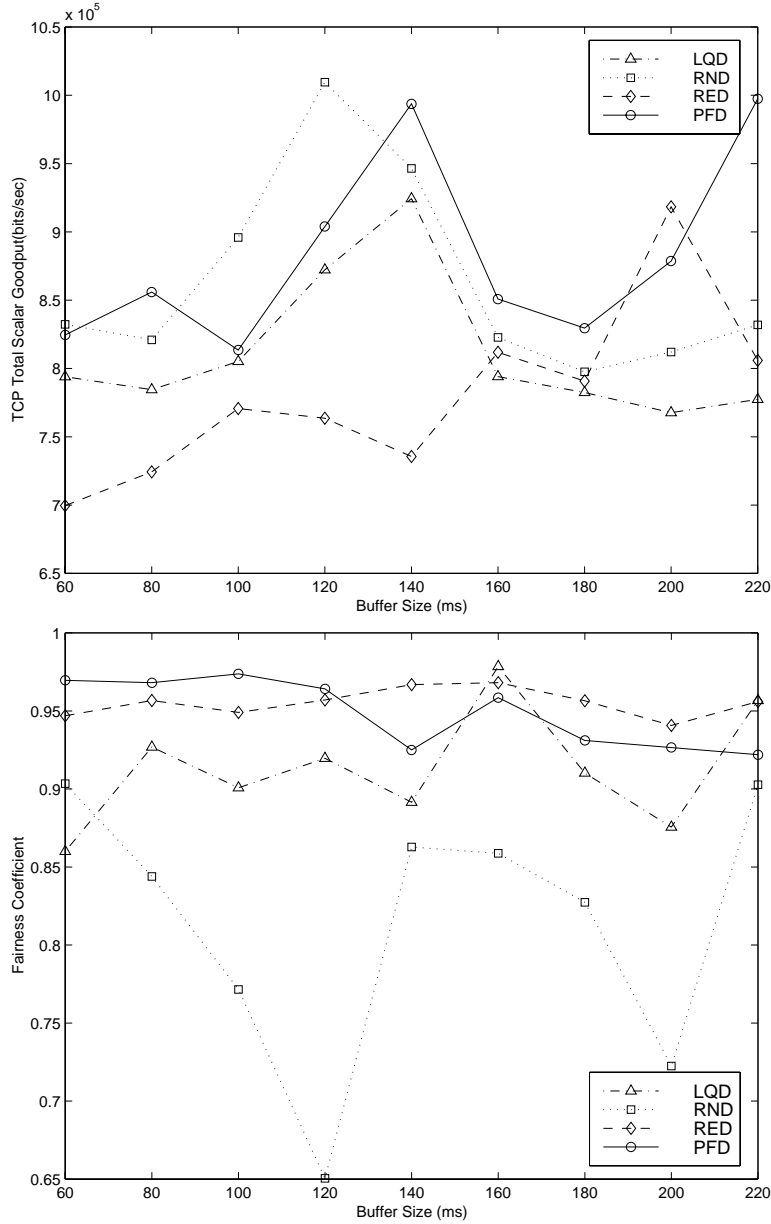 x 10⁵
10.5
10
9.5
9
8.5
8
7.5
7
6.5
TCP Total Scalar Goodput(bits/sec)
LQD
RND
RED
PFD
60 80 100 120 140 160 180 200 220
Buffer Size (ms)
1
0.95
0.9
0.85
0.8
0.75
0.7
0.65
Fairness Coefficient
LQD
RND
RED
PFD
60 80 100 120 140 160 180 200 220
Buffer Size (ms)